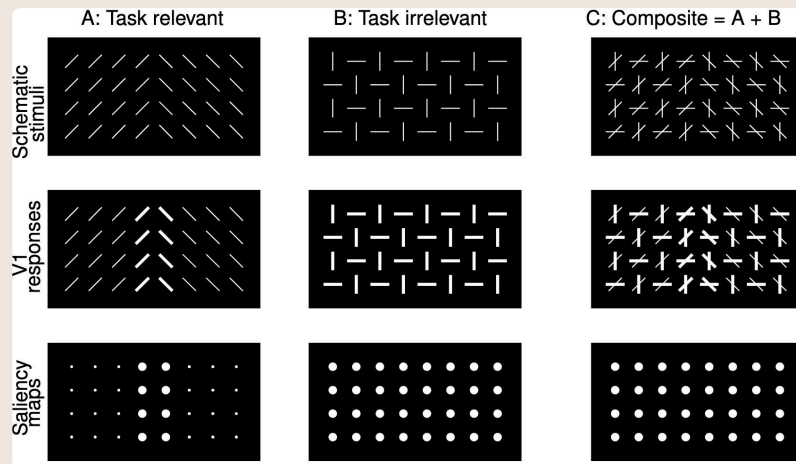 A: Task relevant
B: Task irrelevant
C: Composite = A + B
Schematic
stimuli
V1
responses
Saliency
maps